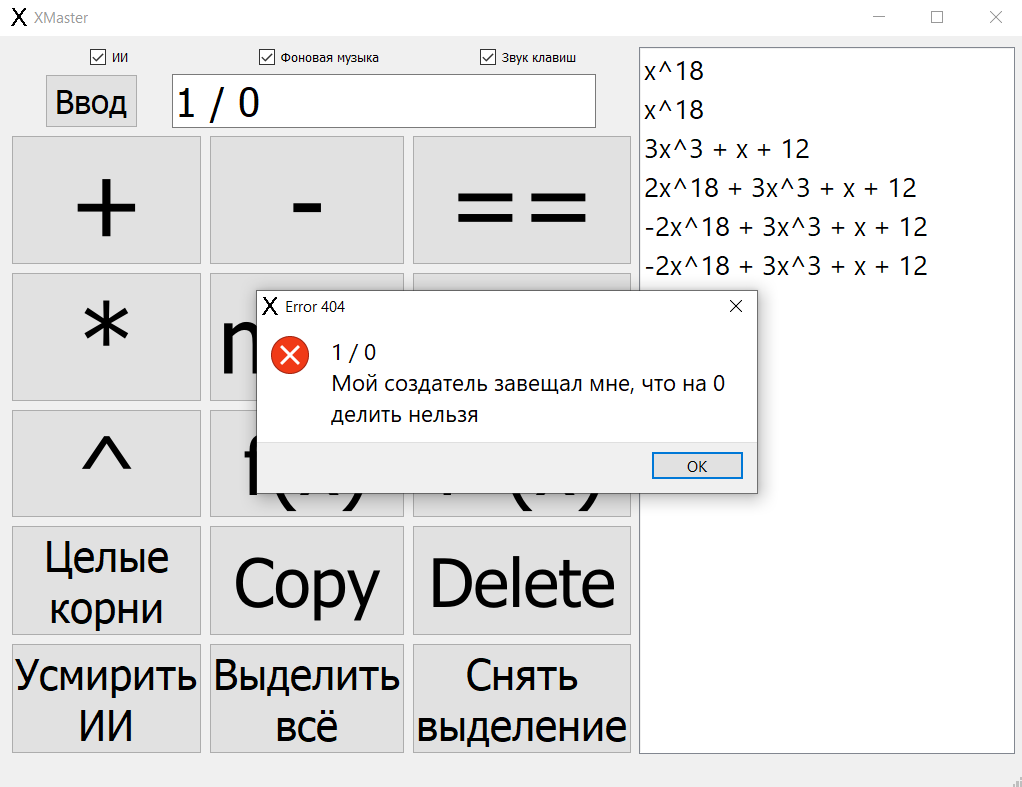 XMaster
ИИ
Фоновая музыка
Звук клавиш
Ввод
1 / 0
+
-
==
*
^
Целые
корни
Copy
Delete
Усмирить
ИИ
Выделить
всё
Снять
выделение
x^18
x^18
3x^3 + x + 12
2x^18 + 3x^3 + x + 12
-2x^18 + 3x^3 + x + 12
-2x^18 + 3x^3 + x + 12
Error 404
1 / 0
Мой создатель завещал мне, что на 0
делить нельзя
OK